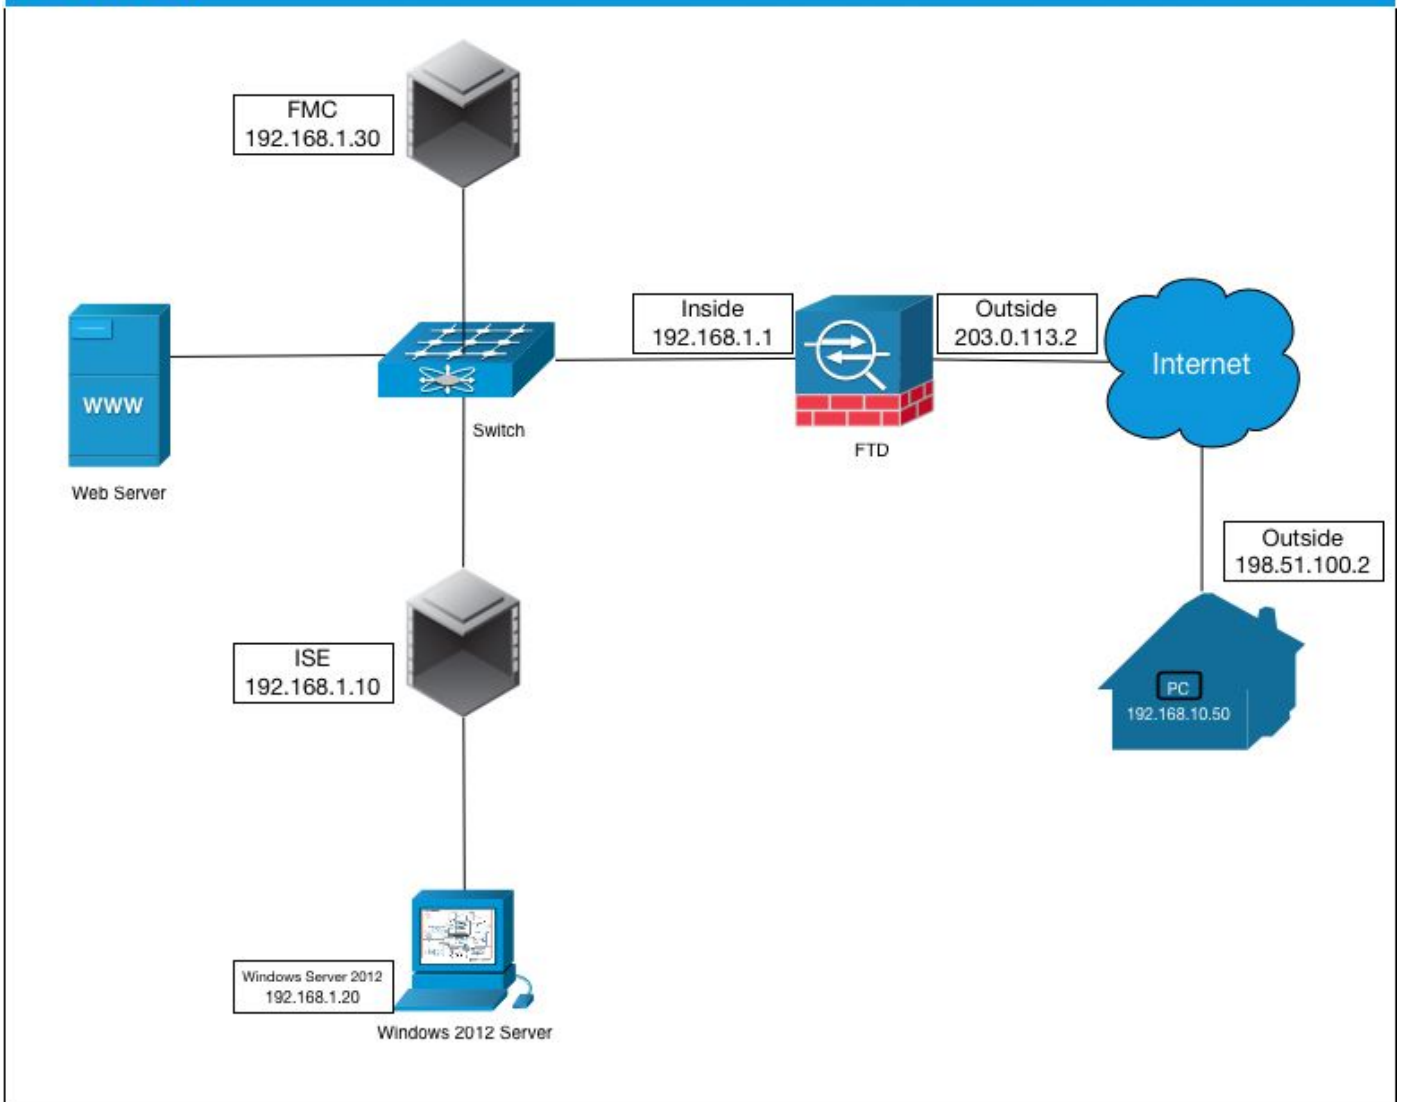 FMC
192.168.1.30
Inside
192.168.1.1
Outside
203.0.113.2
Internet
WWW
Switch
FTD
Web Server
Outside
198.51.100.2
ISE
192.168.1.10
PC
192.168.10.50
Windows Server 2012
192.168.1.20
Windows 2012 Server